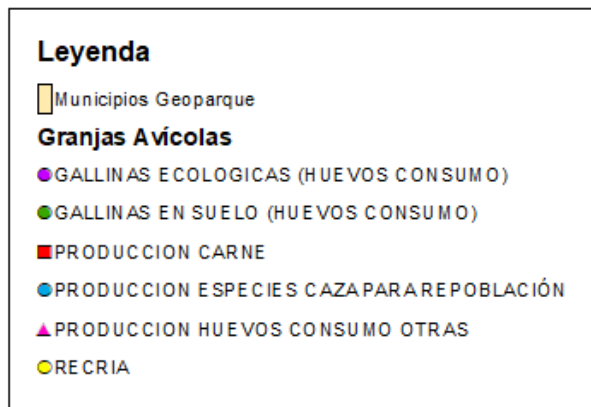 Leyenda
Municipios Geoparque
Granjas Avícolas
GALLINAS ECOLOGICAS (HUEVOS CONSUMO)
GALLINAS EN SUELO (HUEVOS CONSUMO)
PRODUCCION CARNE
PRODUCCION ESPECIES CAZA PARA REPOBLACIÓN
PRODUCCION HUEVOS CONSUMO OTRAS
RECRIA